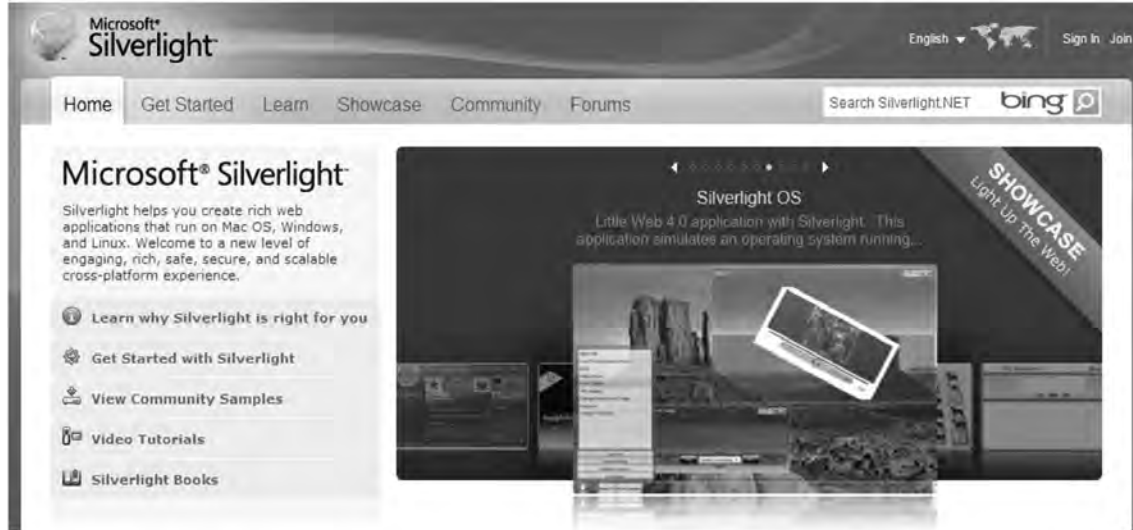 Microsoft®
Silverlight™
English
Sign In Join
Home Get Started Learn Showcase Community Forums
Search Silverlight.NET bing
Microsoft® Silverlight™
Silverlight helps you create rich web
applications that run on Mac OS, Windows,
and Linux. Welcome to a new level of
engaging, rich, safe, secure, and scalable
cross-platform experience.
Learn why Silverlight is right for you
Get Started with Silverlight
View Community Samples
Video Tutorials
Silverlight Books
Silverlight OS
Little Web 4.0 application with Silverlight. This
application simulates an operating system running...
SHOWCASE
Light Up The Web!